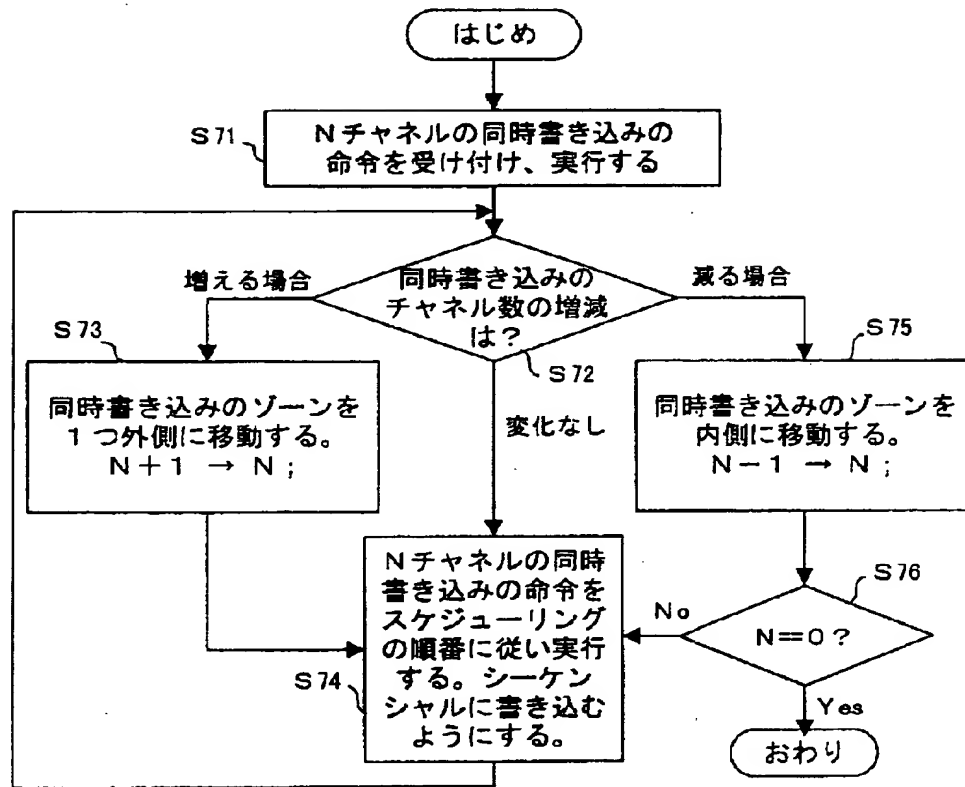 はじめ
S71
Nチャネルの同時書き込みの
命令を受け付け、実行する
増える場合
同時書き込みの
チャネル数の増減
は?
減る場合
S73
S72
S75
同時書き込みのゾーンを
1つ外側に移動する。
N+1 → N;
変化なし
同時書き込みのゾーンを
内側に移動する。
N−1 → N;
S74
Nチャネルの同時
書き込みの命令を
スケジューリング
の順番に従い実行
する。シーケン
シャルに書き込む
ようにする。
No
S76
N==0?
Yes
おわり